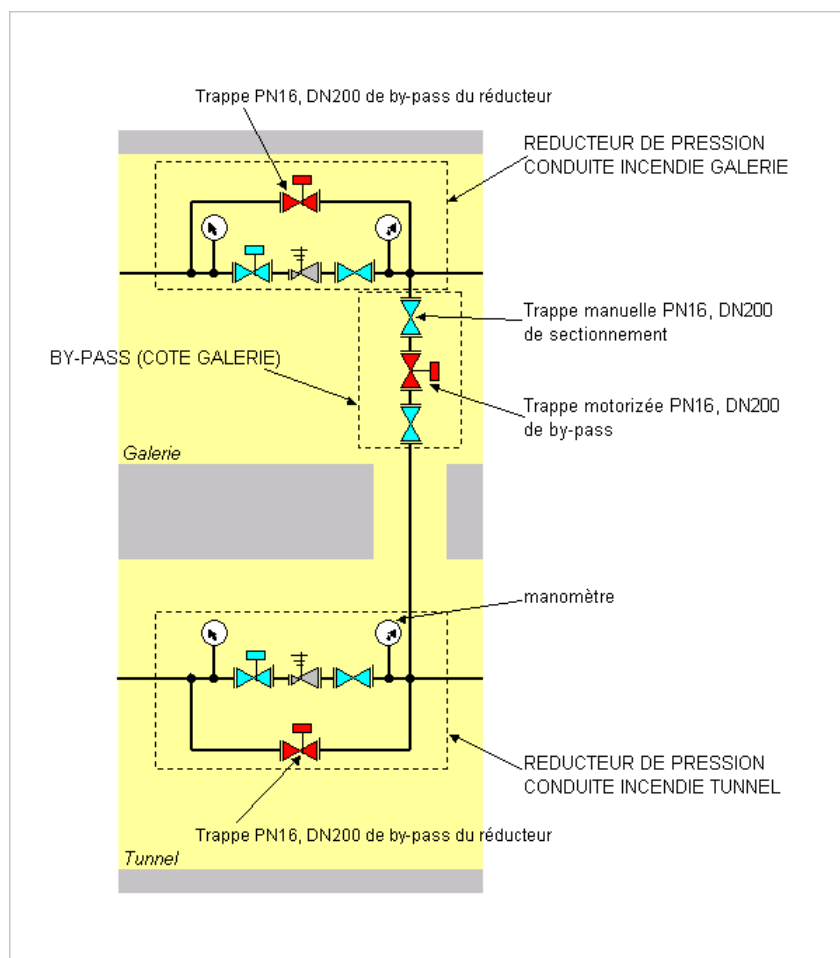 Trappe PN16, DN200 de by-pass du réducteur
REDUCTEUR DE PRESSION
CONDUITE INCENDIE GALERIE
Trappe manuelle PN16, DN200
de sectionnement
BY-PASS (COTE GALERIE)
Trappe motorizée PN16, DN200
de by-pass
Galerie
manomètre
REDUCTEUR DE PRESSION
CONDUITE INCENDIE TUNNEL
Trappe PN16, DN200 de by-pass du réducteur
Tunnel